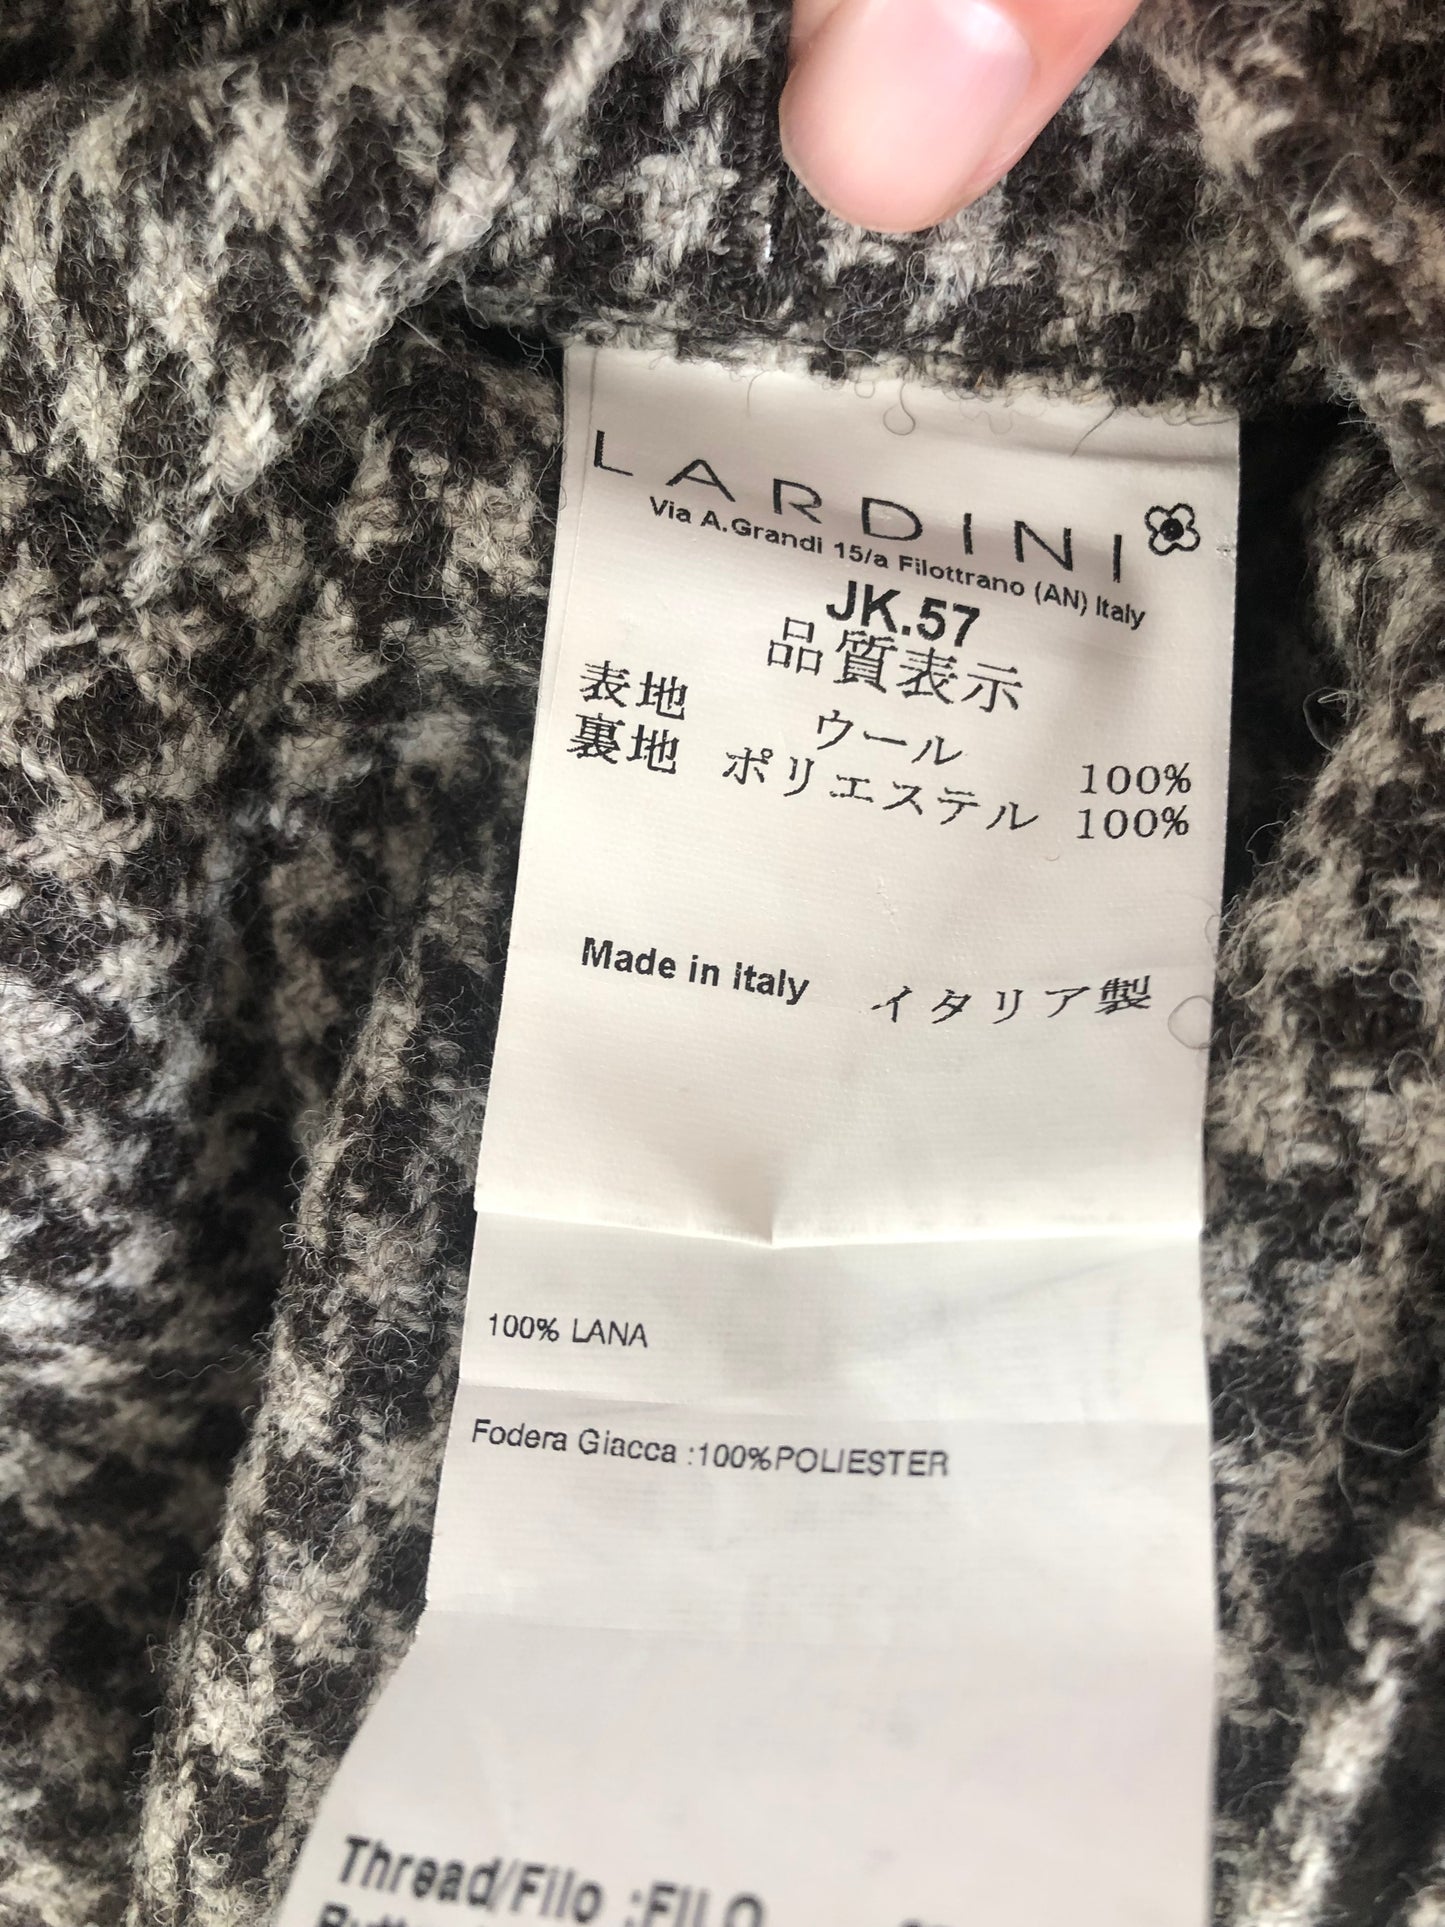 LARDINI
Via A.Grandi 15/a Filottrano (AN) Italy
JK.57
品質表示
表地 ウール 100%
裏地 ポリエステル 100%
Made in Italy イタリア製
100% LANA
Fodera Giacca :100%POLIESTER
Thread/Filo :FILO